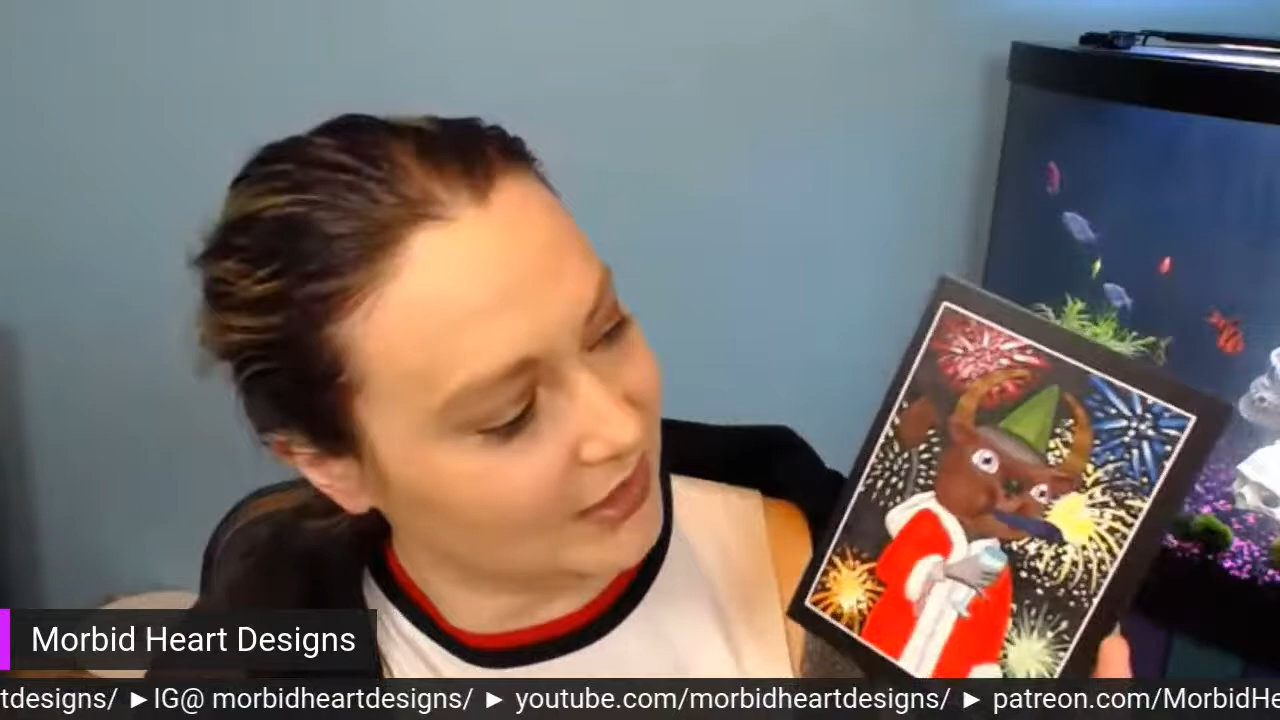 Morbid Heart Designs
tdesigns/ ►IG@ morbidheartdesigns/ ► youtube.com/morbidheartdesigns/ ► patreon.com/MorbidHe